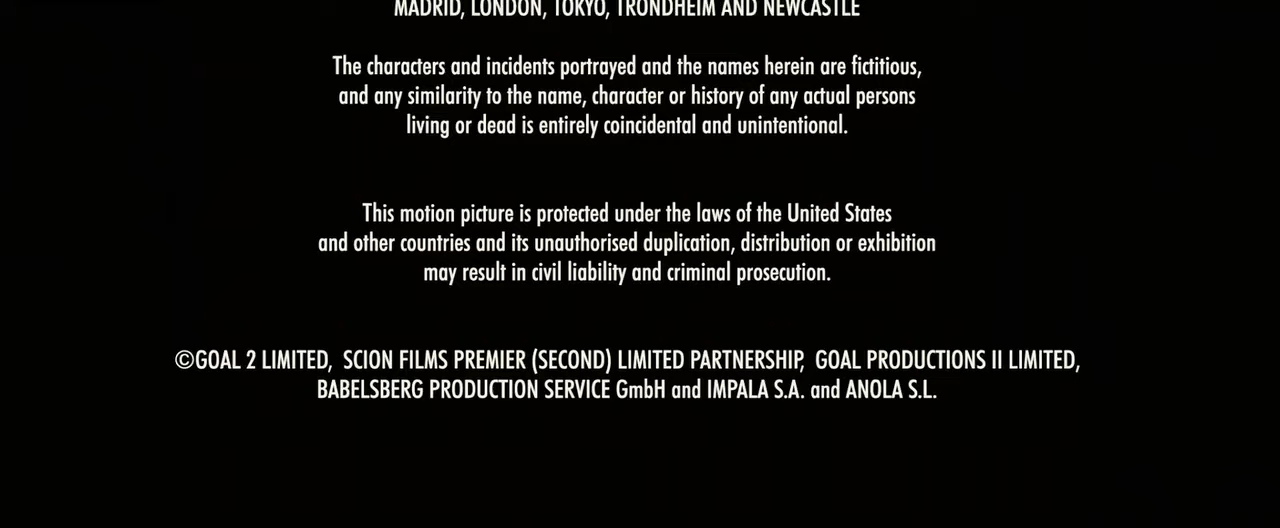 MADRID, LONDON, TOKYO, TRONDHEIM AND NEWCASTLE
The characters and incidents portrayed and the names herein are fictitious,
and any similarity to the name, character or history of any actual persons
living or dead is entirely coincidental and unintentional.
This motion picture is protected under the laws of the United States
and other countries and its unauthorised duplication, distribution or exhibition
may result in civil liability and criminal prosecution.
©GOAL 2 LIMITED, SCION FILMS PREMIER (SECOND) LIMITED PARTNERSHIP, GOAL PRODUCTIONS II LIMITED,
BABELSBERG PRODUCTION SERVICE GmbH and IMPALA S.A. and ANOLA S.L.